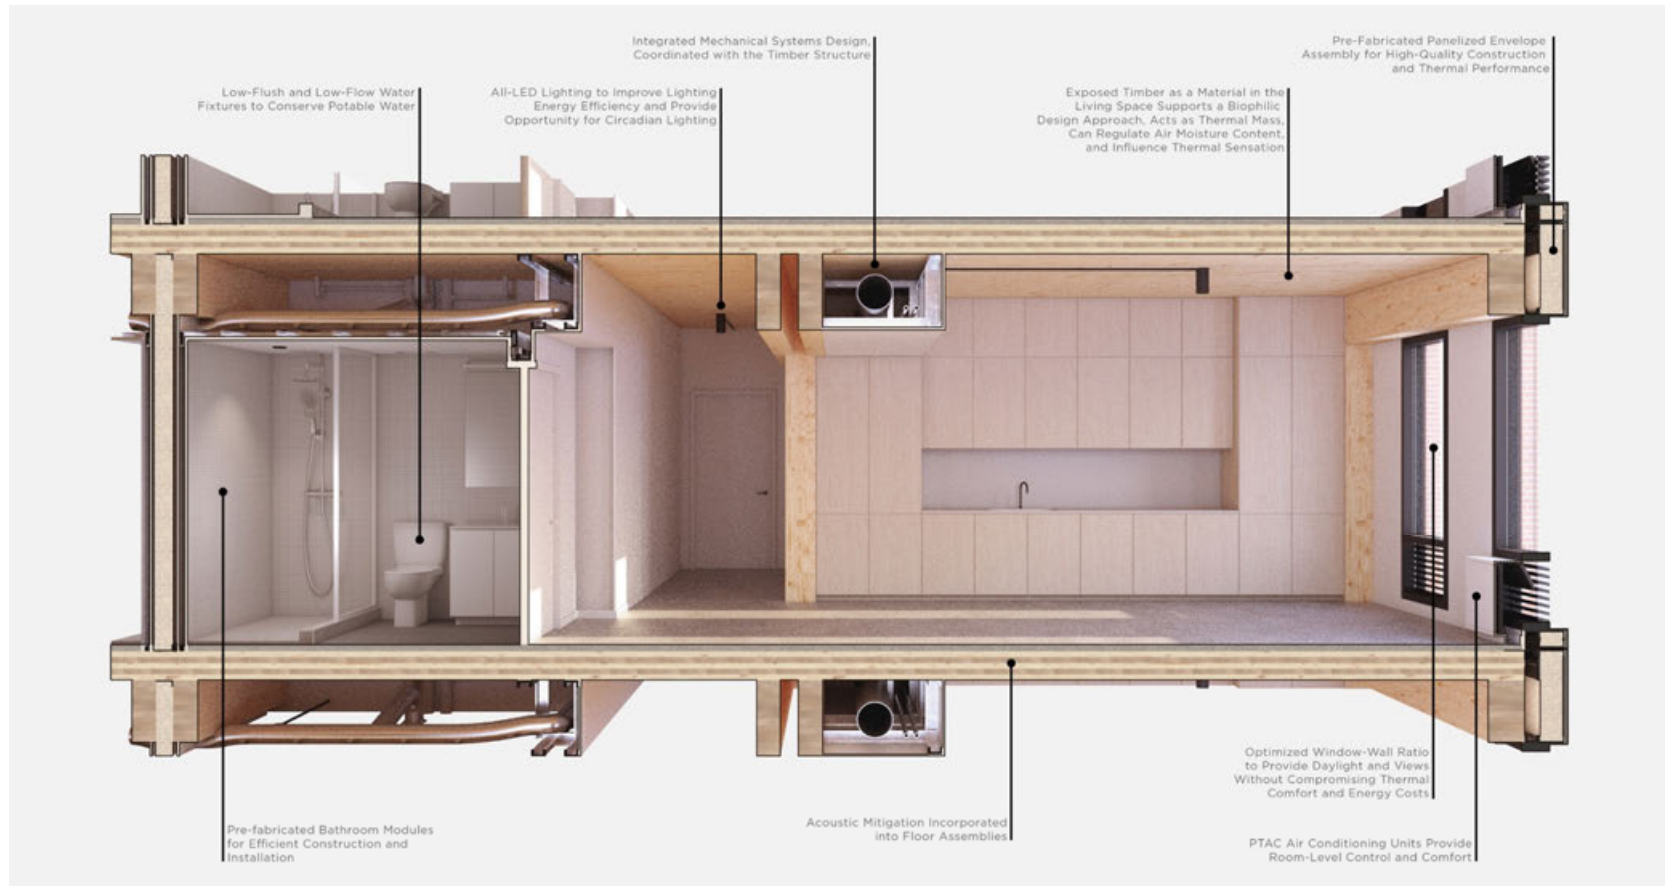 Integrated Mechanical Systems Design,
Coordinated with the Timber Structure
Pre-Fabricated Panelized Envelope
Assembly for High-Quality Construction
and Thermal Performance
Low-Flush and Low-Flow Water
Fixtures to Conserve Potable Water
All-LED Lighting to Improve Lighting
Energy Efficiency and Provide
Opportunity for Circadian Lighting
Exposed Timber as a Material in the
Living Space Supports a Biophilic
Design Approach, Acts as Thermal Mass,
Can Regulate Air Moisture Content,
and Influence Thermal Sensation
Optimized Window-Wall Ratio
to Provide Daylight and Views
Without Compromising Thermal
Comfort and Energy Costs
Pre-fabricated Bathroom Modules
for Efficient Construction and
Installation
Acoustic Mitigation Incorporated
into Floor Assemblies
PTAC Air Conditioning Units Provide
Room-Level Control and Comfort